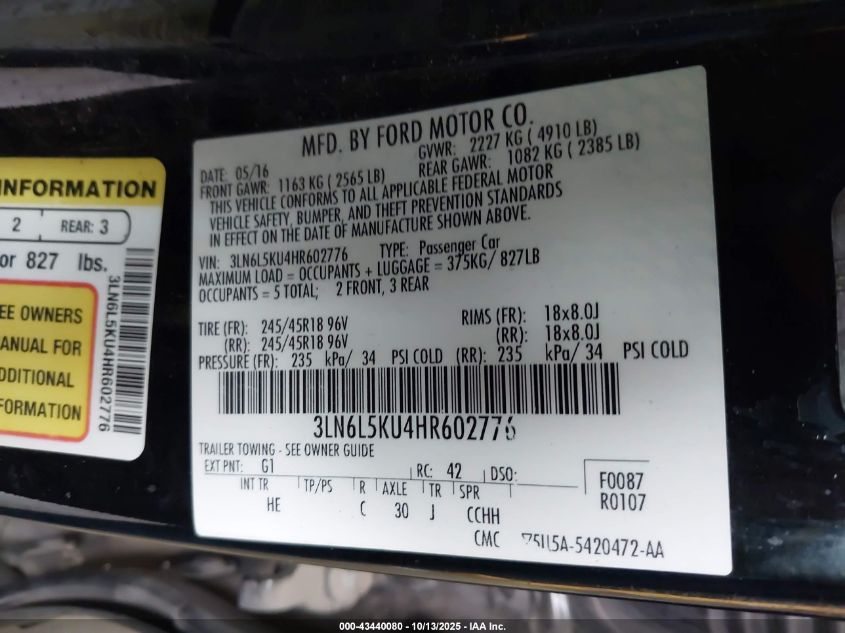 INFORMATION
2 REAR: 3
or 827 lbs.
EE OWNERS
ANUAL FOR
DDITIONAL
FORMATION
3LN6L5KU4HR602776
MFD. BY FORD MOTOR CO.
DATE: 05/16 GVWR: 2227 KG ( 4910 LB)
FRONT GAWR: 1163 KG ( 2565 LB) REAR GAWR: 1082 KG ( 2385 LB)
THIS VEHICLE CONFORMS TO ALL APPLICABLE FEDERAL MOTOR
VEHICLE SAFETY, BUMPER, AND THEFT PREVENTION STANDARDS
IN EFFECT ON THE DATE OF MANUFACTURE SHOWN ABOVE.
VIN: 3LN6L5KU4HR602776 TYPE: Passenger Car
MAXIMUM LOAD = OCCUPANTS + LUGGAGE = 375KG/ 827LB
OCCUPANTS = 5 TOTAL; 2 FRONT, 3 REAR
TIRE (FR): 245/45R18 96V RIMS (FR): 18x8.0J
(RR): 245/45R18 96V (RR): 18x8.0J
PRESSURE (FR): 235 kPa/ 34 PSI COLD (RR): 235 kPa/ 34 PSI COLD
3LN6L5KU4HR602776
TRAILER TOWING - SEE OWNER GUIDE
EXT PNT: G1 RC: 42 DSO: F0087
INT TR TP/PS R AXLE TR SPR R0107
HE C 30 J CCHH
CMC
000-43440080 - 10/13/2025 - IAA Inc.